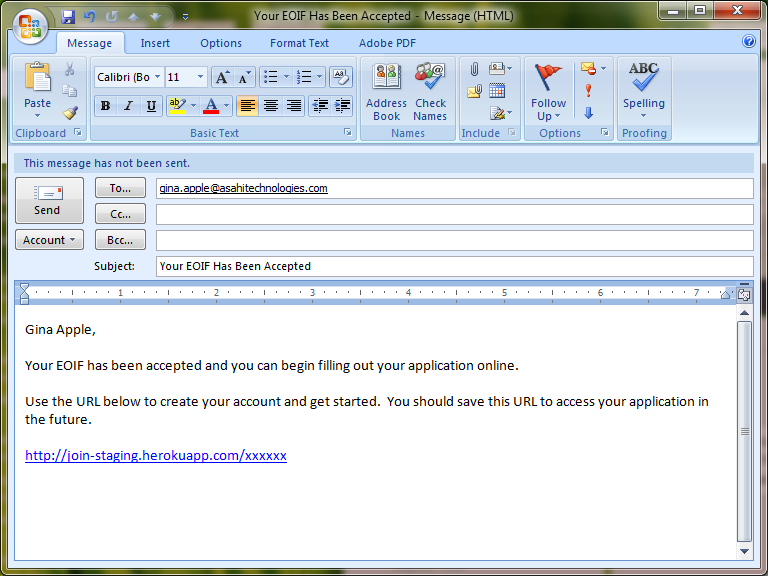 Your EOIF Has Been Accepted - Message (HTML)
Message Insert Options Format Text Adobe PDF
Paste
Calibri (Bo 11
B I U ab A
Address Book
Check Names
Follow Up
ABC
Spelling
Clipboard Basic Text Names Include Options Proofing
This message has not been sent.
Send
To... gina.apple@asahitechnologies.com
Cc...
Account Bcc...
Subject: Your EOIF Has Been Accepted
1 2 3 4 5 6 7
Gina Apple,
Your EOIF has been accepted and you can begin filling out your application online.
Use the URL below to create your account and get started. You should save this URL to access your application in
the future.
http://join-staging.herokuapp.com/xxxxxx